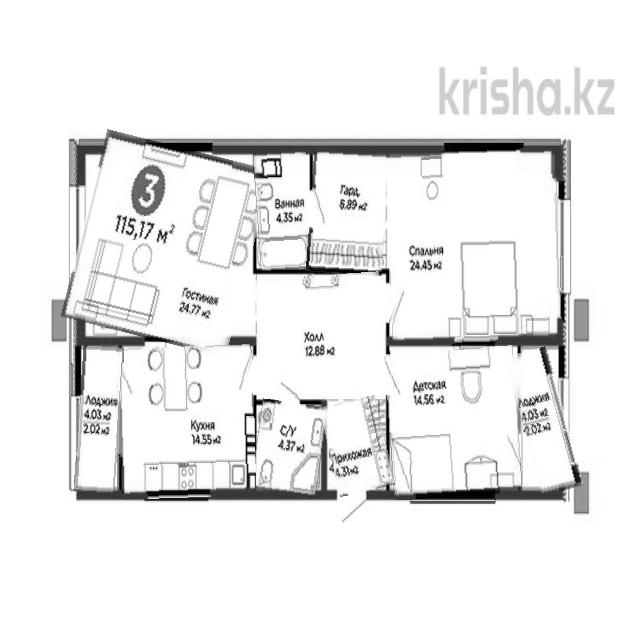 krisha.kz
3
115,17 м²
Гостиная
24.77 м2
Ванная
4.35 м2
Гард.
6.89 м2
Спальня
24.45 м2
Холл
12.88 м2
Детская
14.56 м2
Лоджия
4.03 м2
2.02 м2
Кухня
14.55 м2
С/У
4.37 м2
Прихожая
4.31 м2
Лоджия
4.03 м2
2.02 м2